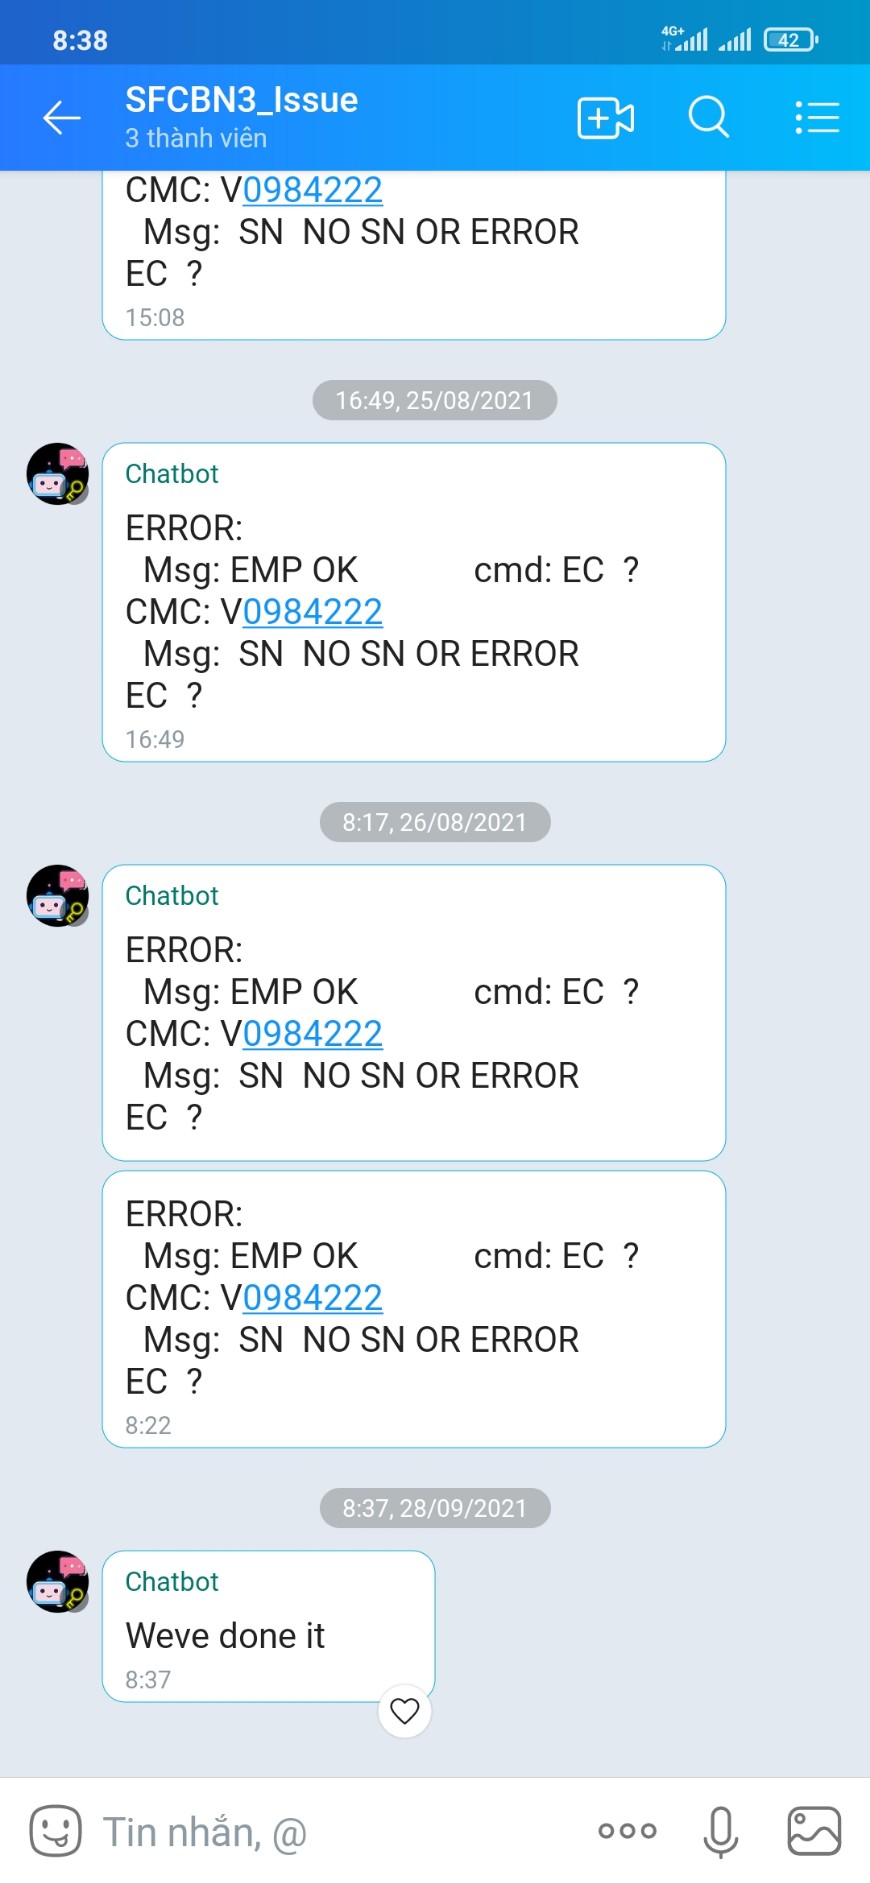 8:38
4G+
42
SFCBN3_Issue
3 thành viên
CMC: V0984222
Msg: SN NO SN OR ERROR
EC ?
15:08
16:49, 25/08/2021
Chatbot
ERROR:
Msg: EMP OK cmd: EC ?
CMC: V0984222
Msg: SN NO SN OR ERROR
EC ?
16:49
8:17, 26/08/2021
Chatbot
ERROR:
Msg: EMP OK cmd: EC ?
CMC: V0984222
Msg: SN NO SN OR ERROR
EC ?
ERROR:
Msg: EMP OK cmd: EC ?
CMC: V0984222
Msg: SN NO SN OR ERROR
EC ?
8:22
8:37, 28/09/2021
Chatbot
Weve done it
8:37
Tin nhắn, @